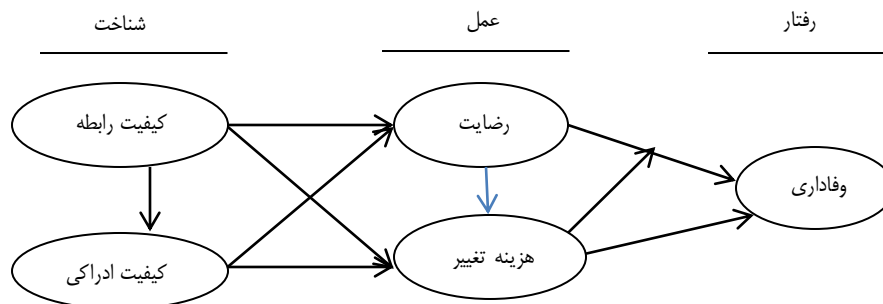 شناخت
عمل
رفتار
کیفیت رابطه
رضایت
وفاداری
کیفیت ادراکی
هزینه تغییر